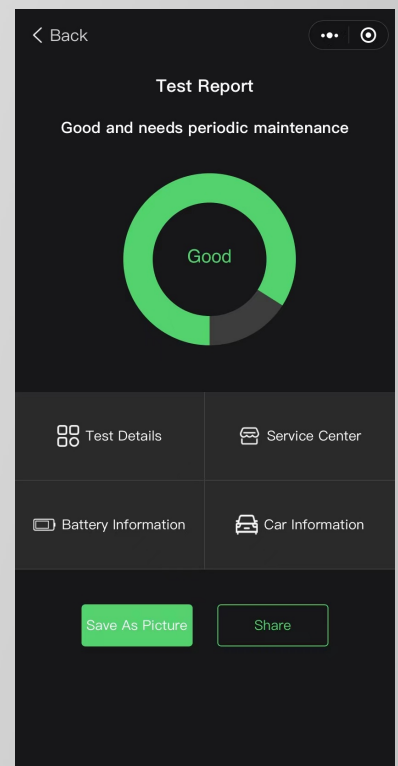 Back
Test Report
Good and needs periodic maintenance
Good
Test Details
Service Center
Battery Information
Car Information
Save As Picture
Share